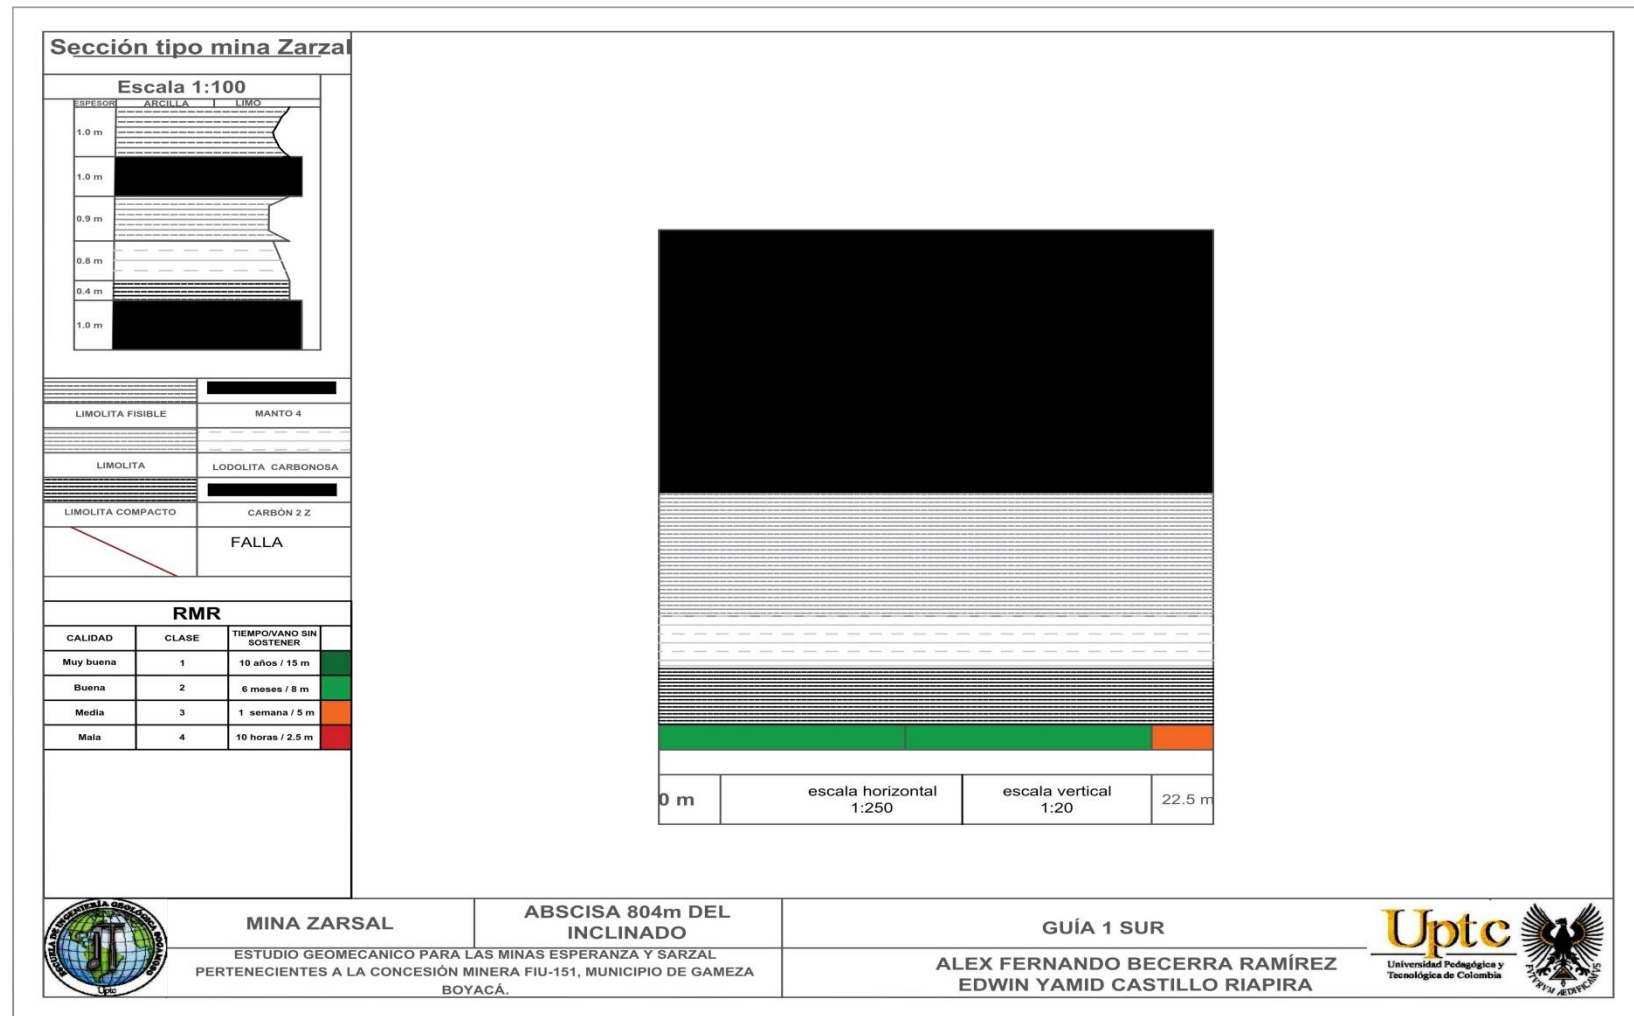 Sección tipo mina Zarzal
Escala 1:100
ESPESOR ARCILLA LIMO
1.0 m
1.0 m
0.9 m
0.8 m
0.4 m
1.0 m
LIMOLITA FISIBLE MANTO 4
LIMOLITA LODOLITA CARBONOSA
LIMOLITA COMPACTO CARBÓN 2 Z
FALLA
RMR
CALIDAD CLASE TIEMPO/VANO SIN
SOSTENER
Muy buena 1 10 años / 15 m
Buena 2 6 meses / 8 m
Media 3 1 semana / 5 m
Mala 4 10 horas / 2.5 m
0 m
escala horizontal
1:250
escala vertical
1:20
22.5 m
ESCUELA DE INGENIERÍA GEOLÓGICA SOGAMOSO
Uptc
MINA ZARSAL
ABSCISA 804m DEL
INCLINADO
ESTUDIO GEOMECANICO PARA LAS MINAS ESPERANZA Y SARZAL
PERTENECIENTES A LA CONCESIÓN MINERA FIU-151, MUNICIPIO DE GAMEZA
BOYACÁ.
GUÍA 1 SUR
ALEX FERNANDO BECERRA RAMÍREZ
EDWIN YAMID CASTILLO RIAPIRA
Uptc
Universidad Pedagógica y
Tecnológica de Colombia